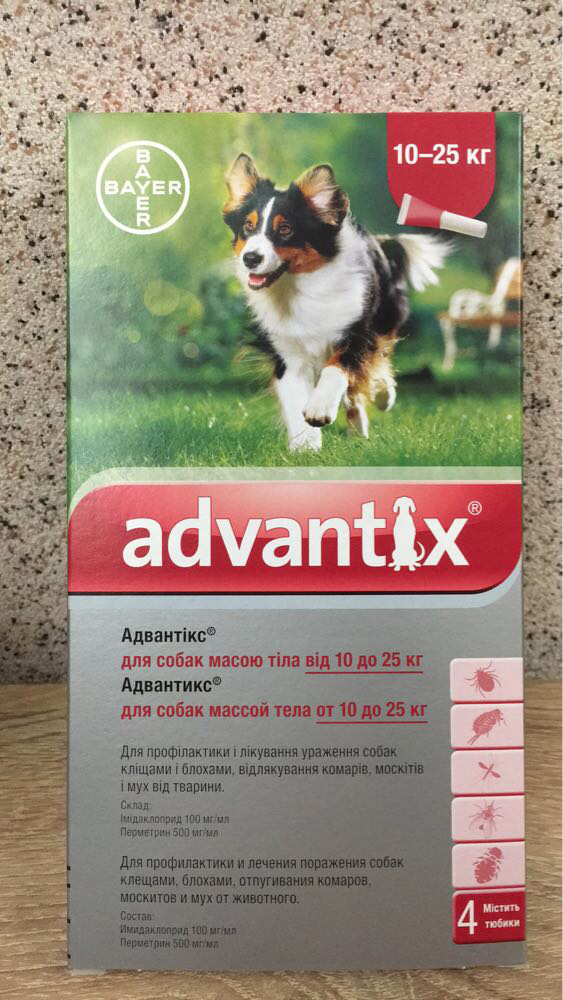 BAYER
BAYER
10–25 кг
advantix®
Адвантікс®
для собак масою тіла від 10 до 25 кг
Адвантикс®
для собак массой тела от 10 до 25 кг
Для профілактики і лікування ураження собак
кліщами і блохами, відлякування комарів, москітів
і мух від тварини.
Склад:
Імідаклоприд 100 мг/мл
Перметрин 500 мг/мл
Для профилактики и лечения поражения собак
клещами, блохами, отпугивания комаров,
москитов и мух от животного.
Состав:
Имидаклоприд 100 мг/мл
Перметрин 500 мг/мл
4 Містить
тюбики